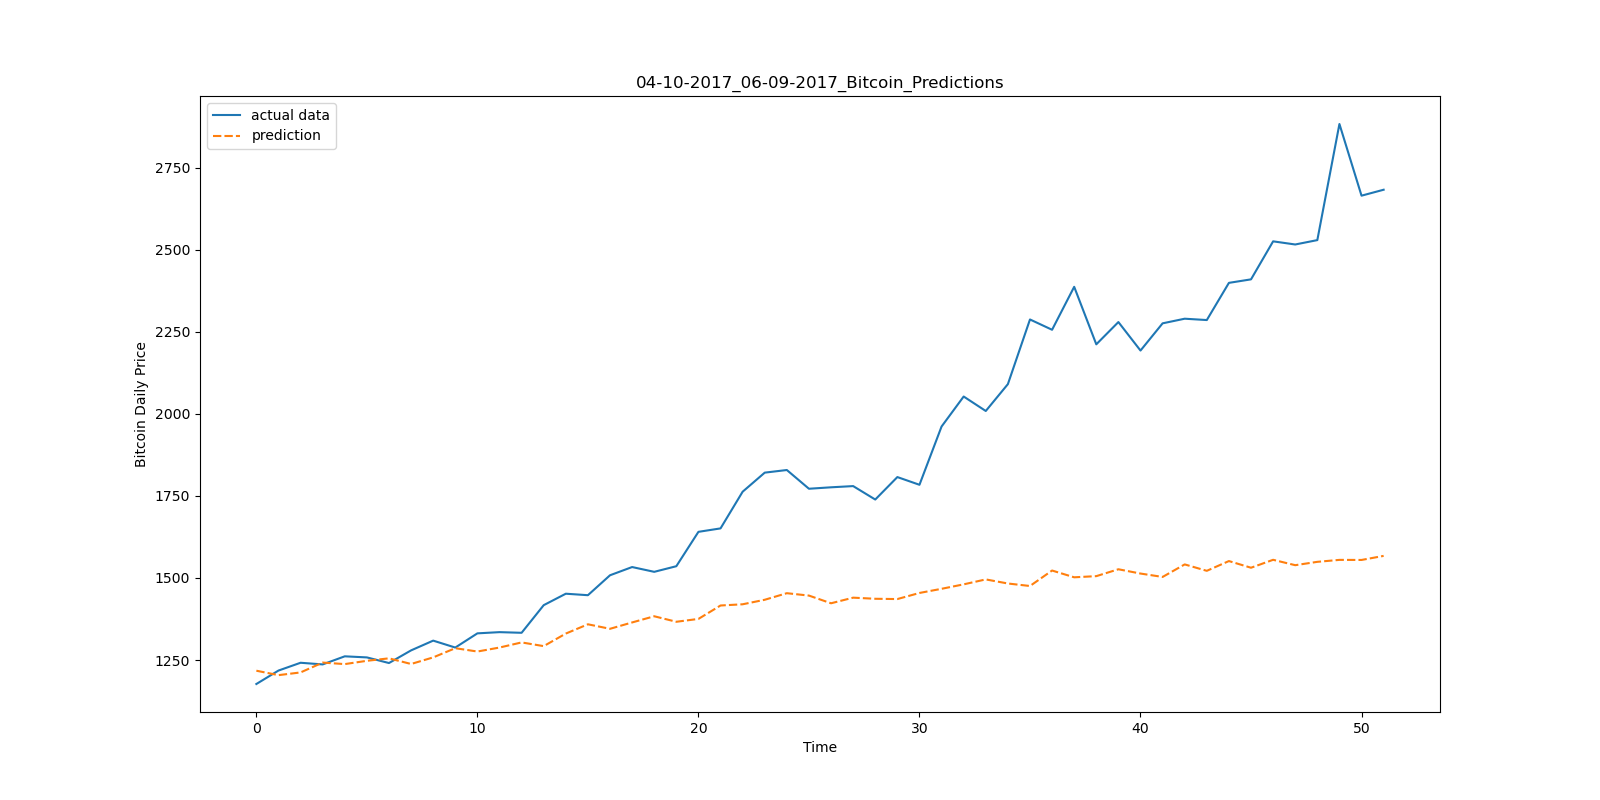 04-10-2017_06-09-2017_Bitcoin_Predictions
actual data
prediction
2750
2500
2250
2000
1750
1500
1250
Bitcoin Daily Price
0 10 20 30 40 50
Time